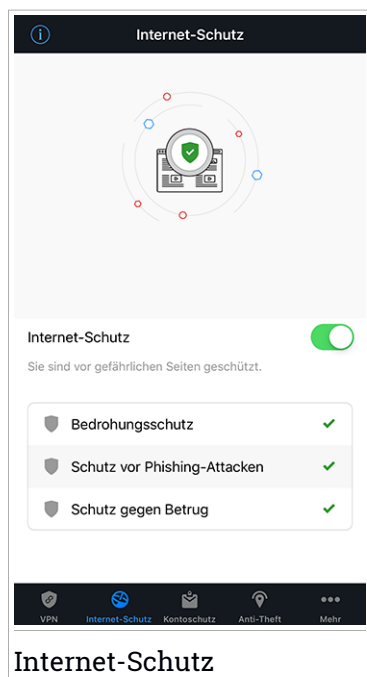 Internet-Schutz
Internet-Schutz
Sie sind vor gefährlichen Seiten geschützt.
Bedrohungsschutz
Schutz vor Phishing-Attacken
Schutz gegen Betrug
VPN Internet-Schutz Kontoschutz Anti-Theft Mehr
Internet-Schutz